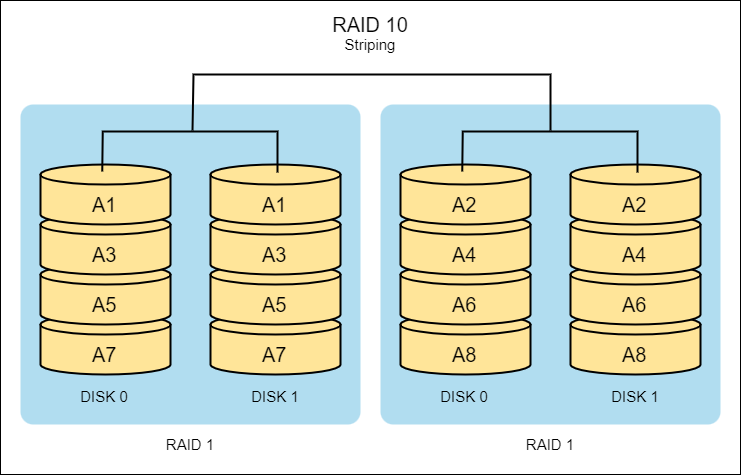 RAID 10
Striping
A1 A1 A2 A2
A3 A3 A4 A4
A5 A5 A6 A6
A7 A7 A8 A8
DISK 0 DISK 1 DISK 0 DISK 1
RAID 1 RAID 1